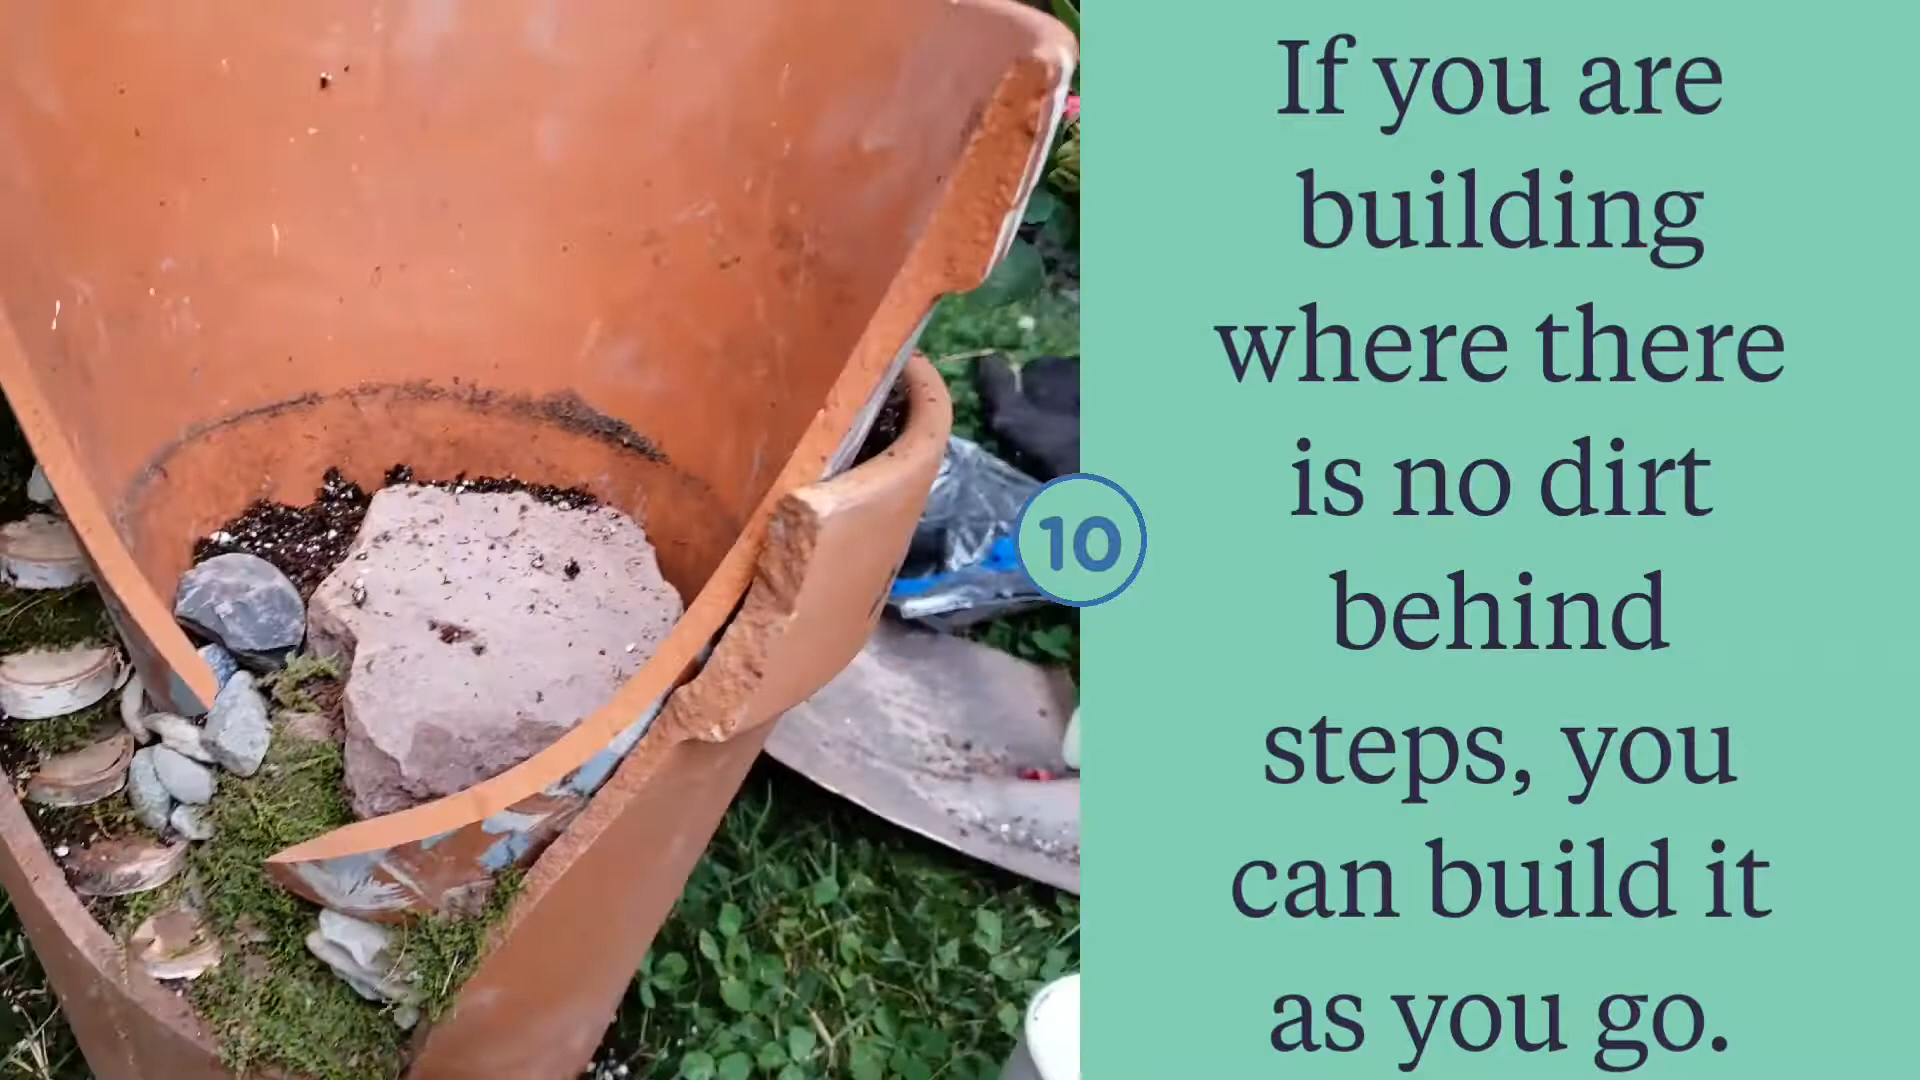 If you are
building
where there
is no dirt
behind
steps, you
can build it
as you go.
10